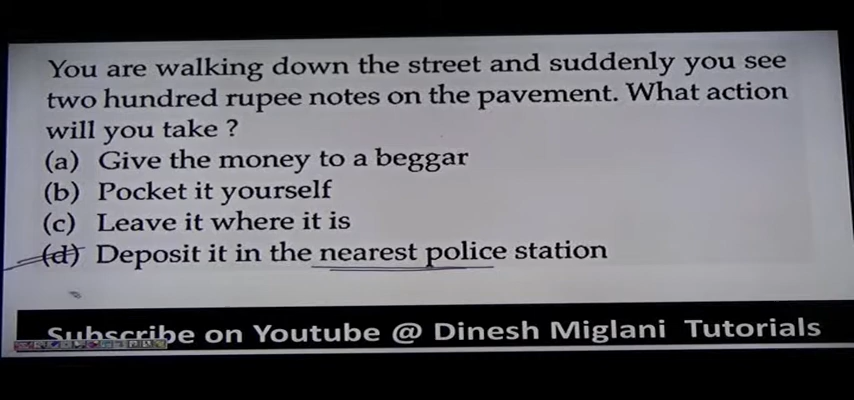 You are walking down the street and suddenly you see
two hundred rupee notes on the pavement. What action
will you take ?
(a) Give the money to a beggar
(b) Pocket it yourself
(c) Leave it where it is
(d) Deposit it in the nearest police station
Subscribe on Youtube @ Dinesh Miglani Tutorials